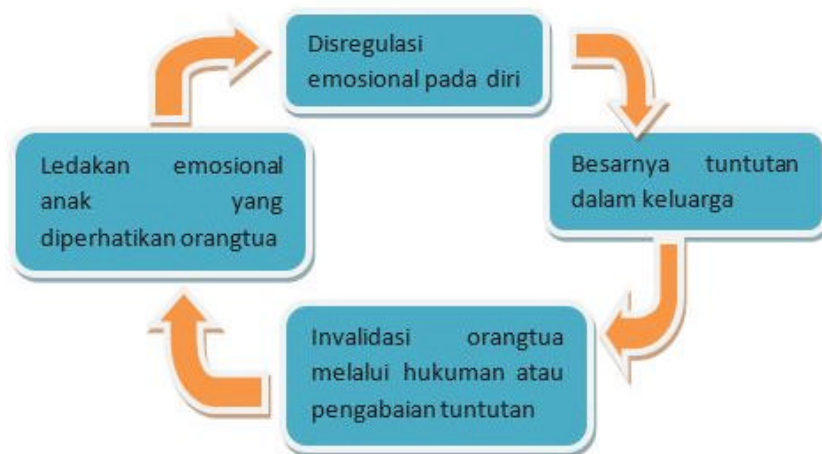 Disregulasi
emosional pada diri
Besarnya tuntutan
dalam keluarga
Invalidasi orangtua
melalui hukuman atau
pengabaian tuntutan
Ledakan emosional
anak yang
diperhatikan orangtua